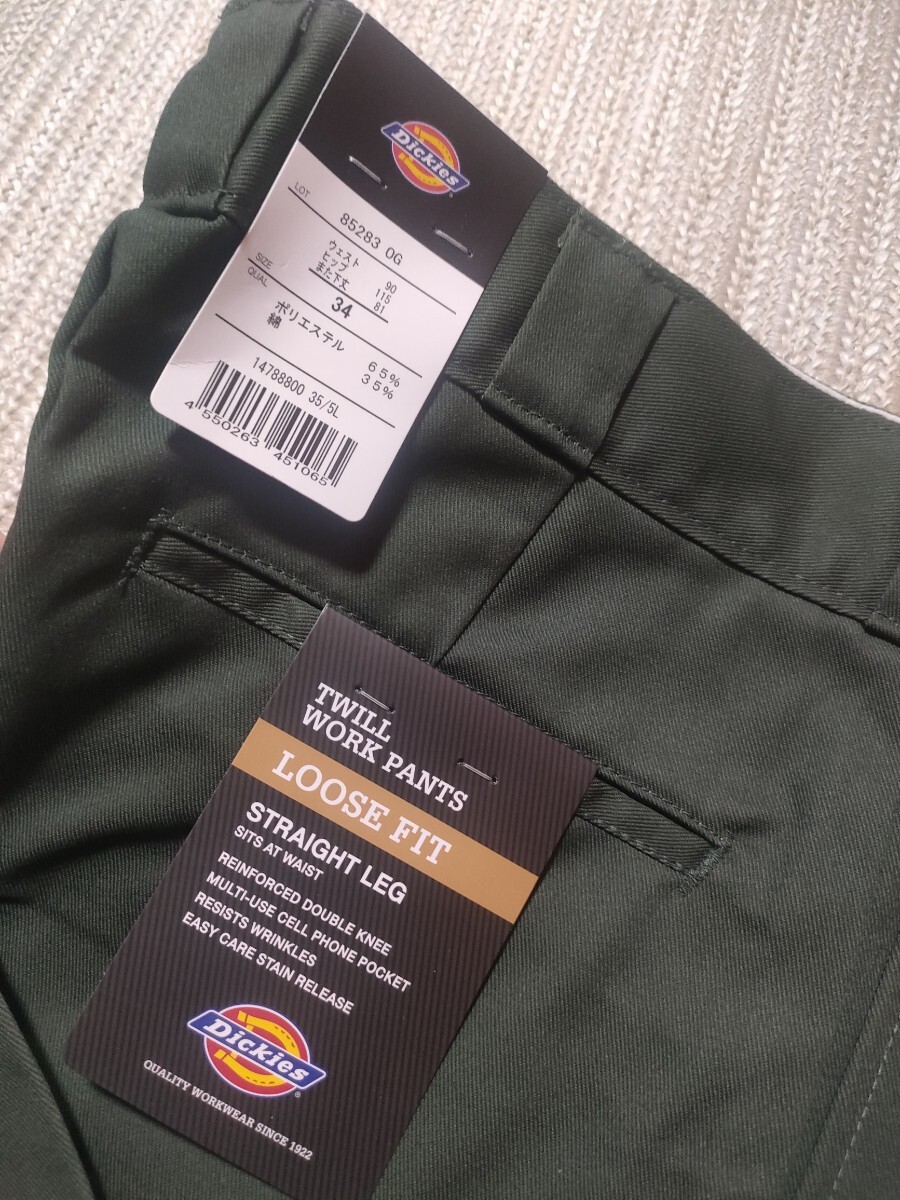 Dickies
LOT
85283 OG
ウェスト 90
ヒップ 115
また下丈 81
SIZE 34
QUAL
ポリエステル 65%
綿 35%
14788800 35/5L
4 550263 451065
TWILL
WORK PANTS
LOOSE FIT
STRAIGHT LEG
SITS AT WAIST
REINFORCED DOUBLE KNEE
MULTI-USE CELL PHONE POCKET
RESISTS WRINKLES
EASY CARE STAIN RELEASE
Dickies
QUALITY WORKWEAR SINCE 1922